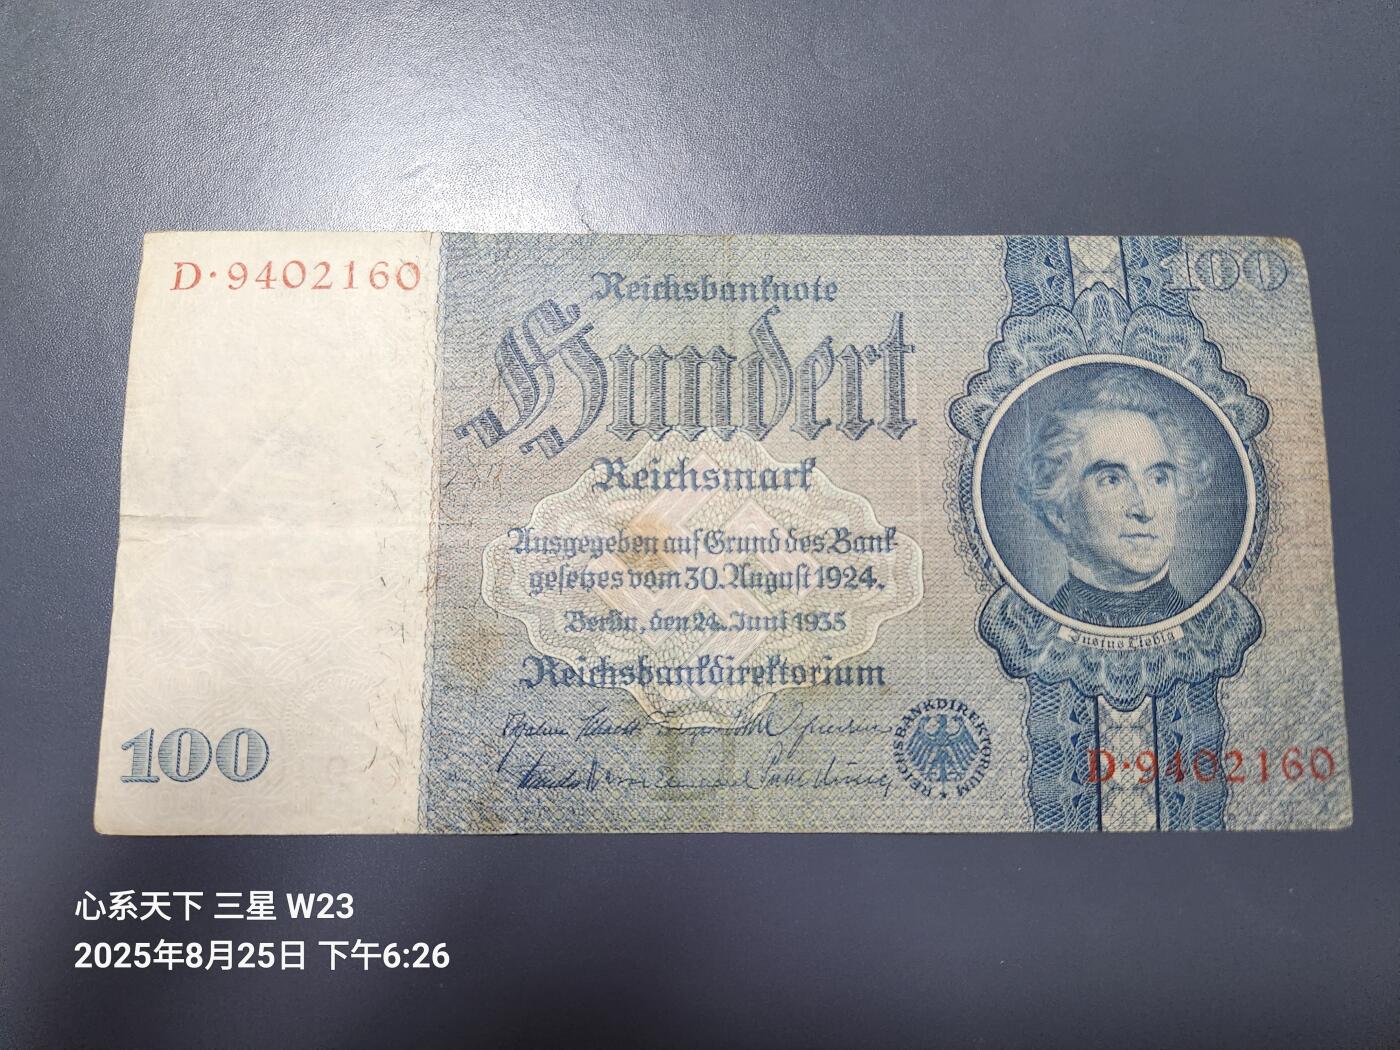 D·9402160
100
Reichsbanknote
Hundert
Reichsmark
Ausgegeben auf Grund des Bank-
gesetzes vom 30. August 1924.
Berlin, den 24. Juni 1935
Reichsbankdirektorium
REICHSBANKDIREKTORIUM
Justus Liebig
100
D·9402160
心系天下 三星 W23
2025年8月25日 下午6:26